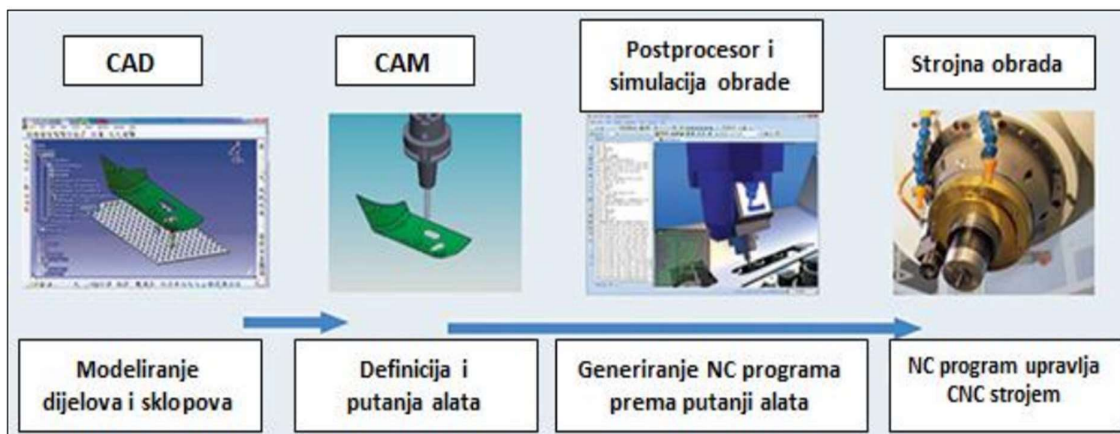 CAD
CAM
Postprocesor i
simulacija obrade
Strojna obrada
Modeliranje
dijelova i sklopova
Definicija i
putanja alata
Generiranje NC programa
prema putanji alata
NC program upravlja
CNC strojem